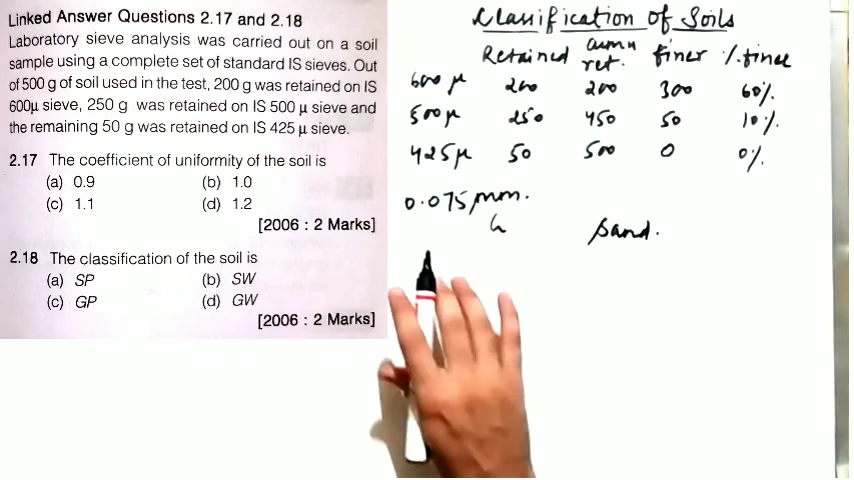 Linked Answer Questions 2.17 and 2.18
Laboratory sieve analysis was carried out on a soil
sample using a complete set of standard IS sieves. Out
of 500 g of soil used in the test, 200 g was retained on IS
600μ sieve, 250 g was retained on IS 500 μ sieve and
the remaining 50 g was retained on IS 425 μ sieve.
2.17 The coefficient of uniformity of the soil is
(a) 0.9 (b) 1.0
(c) 1.1 (d) 1.2
[2006 : 2 Marks]
2.18 The classification of the soil is
(a) SP (b) SW
(c) GP (d) GW
[2006 : 2 Marks]
Classification of Soils
Retained cumu ret. finer %finer
600 μ 200 200 300 60%
500μ 250 450 50 10%
425μ 50 500 0 0%
0.075mm.
Sand.